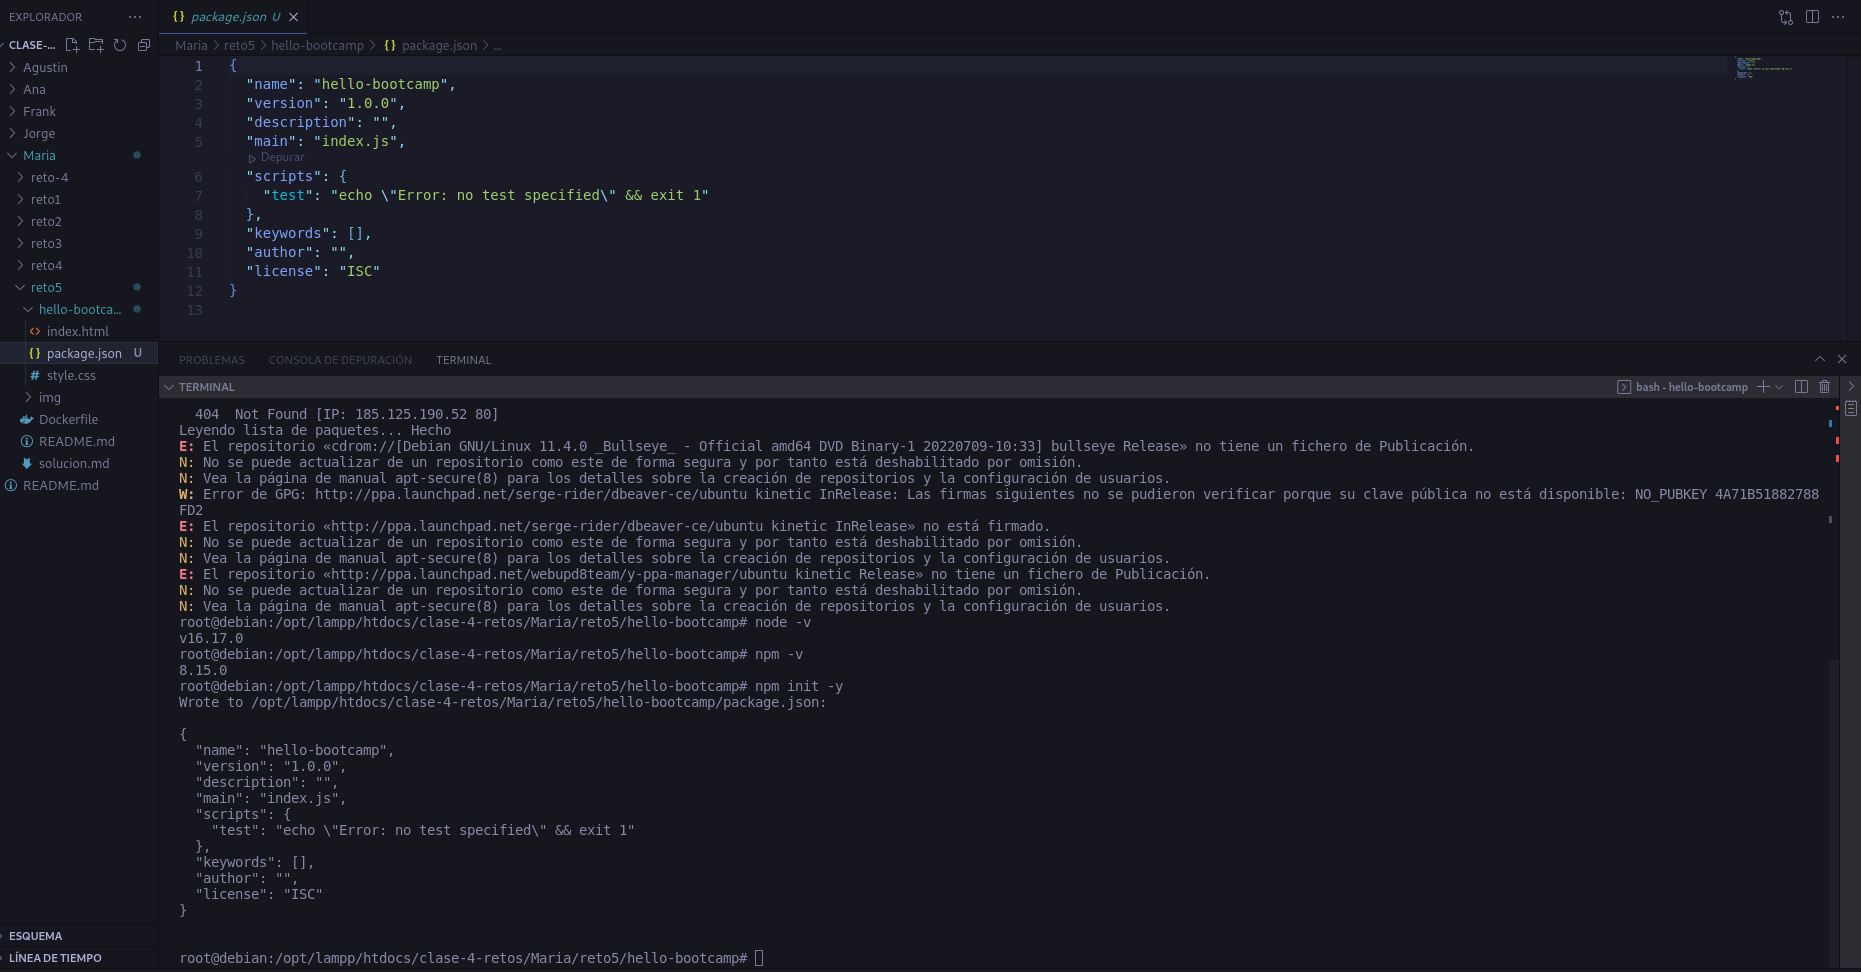 EXPLORADOR
CLASE-...
Agustin
Ana
Frank
Jorge
Maria
reto-4
reto1
reto2
reto3
reto4
reto5
hello-bootca...
index.html
package.json U
style.css
img
Dockerfile
README.md
solucion.md
README.md
ESQUEMA
LÍNEA DE TIEMPO
{} package.json U
Maria > reto5 > hello-bootcamp > {} package.json > ...
1 {
2 "name": "hello-bootcamp",
3 "version": "1.0.0",
4 "description": "",
5 "main": "index.js",
Depurar
6 "scripts": {
7 "test": "echo \"Error: no test specified\" && exit 1"
8 },
9 "keywords": [],
10 "author": "",
11 "license": "ISC"
12 }
13
PROBLEMAS CONSOLA DE DEPURACIÓN TERMINAL
TERMINAL bash - hello-bootcamp
404  Not Found [IP: 185.125.190.52 80]
Leyendo lista de paquetes... Hecho
E: El repositorio «cdrom://[Debian GNU/Linux 11.4.0 _Bullseye_ - Official amd64 DVD Binary-1 20220709-10:33] bullseye Release» no tiene un fichero de Publicación.
N: No se puede actualizar de un repositorio como este de forma segura y por tanto está deshabilitado por omisión.
N: Vea la página de manual apt-secure(8) para los detalles sobre la creación de repositorios y la configuración de usuarios.
W: Error de GPG: http://ppa.launchpad.net/serge-rider/dbeaver-ce/ubuntu kinetic InRelease: Las firmas siguientes no se pudieron verificar porque su clave pública no está disponible: NO_PUBKEY 4A71B51882788
FD2
E: El repositorio «http://ppa.launchpad.net/serge-rider/dbeaver-ce/ubuntu kinetic InRelease» no está firmado.
N: No se puede actualizar de un repositorio como este de forma segura y por tanto está deshabilitado por omisión.
N: Vea la página de manual apt-secure(8) para los detalles sobre la creación de repositorios y la configuración de usuarios.
E: El repositorio «http://ppa.launchpad.net/webupd8team/y-ppa-manager/ubuntu kinetic Release» no tiene un fichero de Publicación.
N: No se puede actualizar de un repositorio como este de forma segura y por tanto está deshabilitado por omisión.
N: Vea la página de manual apt-secure(8) para los detalles sobre la creación de repositorios y la configuración de usuarios.
root@debian:/opt/lampp/htdocs/clase-4-retos/Maria/reto5/hello-bootcamp# node -v
v16.17.0
root@debian:/opt/lampp/htdocs/clase-4-retos/Maria/reto5/hello-bootcamp# npm -v
8.15.0
root@debian:/opt/lampp/htdocs/clase-4-retos/Maria/reto5/hello-bootcamp# npm init -y
Wrote to /opt/lampp/htdocs/clase-4-retos/Maria/reto5/hello-bootcamp/package.json:
{
"name": "hello-bootcamp",
"version": "1.0.0",
"description": "",
"main": "index.js",
"scripts": {
"test": "echo \"Error: no test specified\" && exit 1"
},
"keywords": [],
"author": "",
"license": "ISC"
}
root@debian:/opt/lampp/htdocs/clase-4-retos/Maria/reto5/hello-bootcamp#